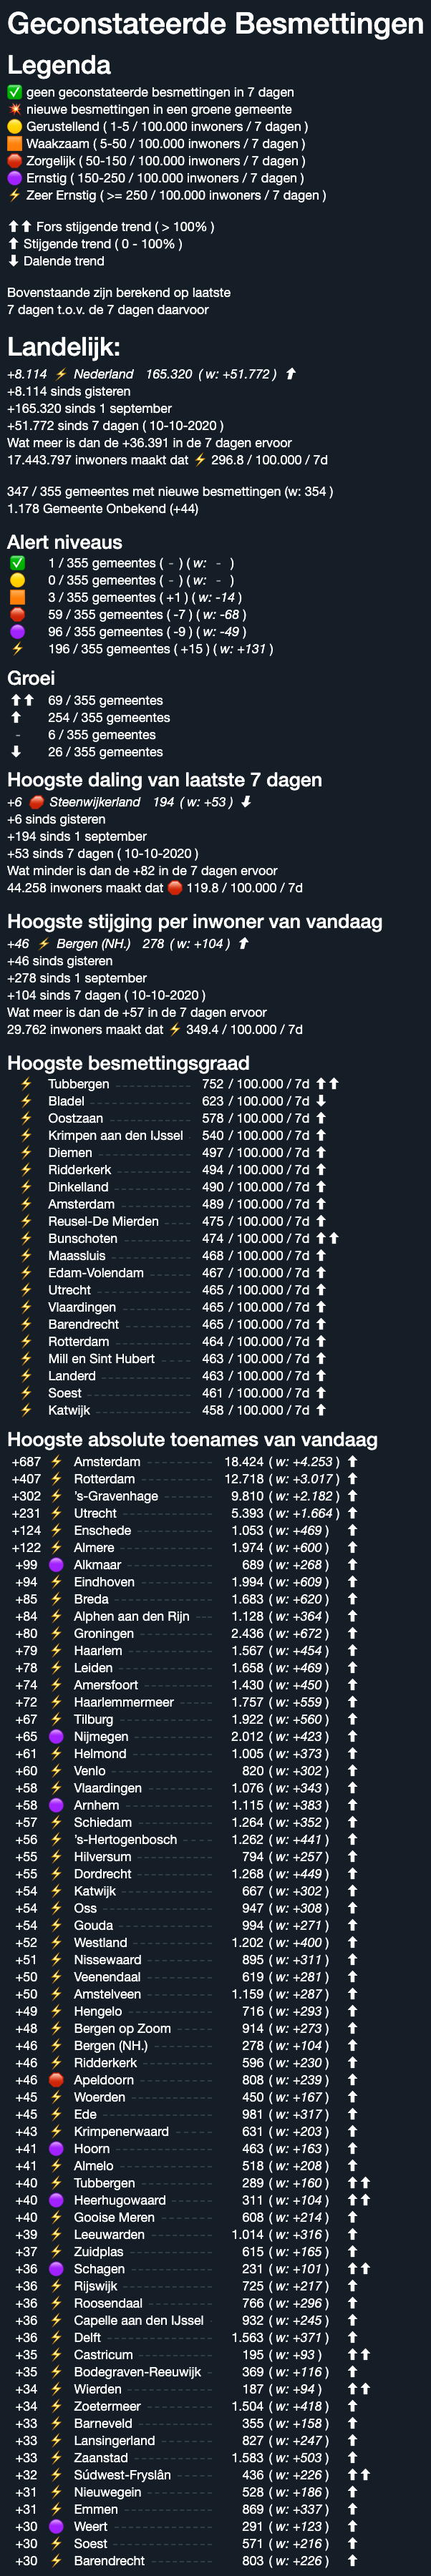 Geconstateerde Besmettingen
Legenda
✅ geen geconstateerde besmettingen in 7 dagen
💥 nieuwe besmettingen in een groene gemeente
🟡 Gerustellend ( 1-5 / 100.000 inwoners / 7 dagen )
🟧 Waakzaam ( 5-50 / 100.000 inwoners / 7 dagen )
🛑 Zorgelijk ( 50-150 / 100.000 inwoners / 7 dagen )
🟣 Ernstig ( 150-250 / 100.000 inwoners / 7 dagen )
⚡ Zeer Ernstig ( >= 250 / 100.000 inwoners / 7 dagen )
⬆⬆ Fors stijgende trend ( > 100% )
⬆ Stijgende trend ( 0 - 100% )
⬇ Dalende trend
Bovenstaande zijn berekend op laatste
7 dagen t.o.v. de 7 dagen daarvoor
Landelijk:
+8.114 ⚡ Nederland 165.320 ( w: +51.772 ) ⬆
+8.114 sinds gisteren
+165.320 sinds 1 september
+51.772 sinds 7 dagen ( 10-10-2020 )
Wat meer is dan de +36.391 in de 7 dagen ervoor
17.443.797 inwoners maakt dat ⚡ 296.8 / 100.000 / 7d
347 / 355 gemeentes met nieuwe besmettingen (w: 354 )
1.178 Gemeente Onbekend (+44)
Alert niveaus
✅ 1 / 355 gemeentes ( - ) ( w: - )
🟡 0 / 355 gemeentes ( - ) ( w: - )
🟧 3 / 355 gemeentes ( +1 ) ( w: -14 )
🛑 59 / 355 gemeentes ( -7 ) ( w: -68 )
🟣 96 / 355 gemeentes ( -9 ) ( w: -49 )
⚡ 196 / 355 gemeentes ( +15 ) ( w: +131 )
Groei
⬆⬆ 69 / 355 gemeentes
⬆ 254 / 355 gemeentes
- 6 / 355 gemeentes
⬇ 26 / 355 gemeentes
Hoogste daling van laatste 7 dagen
+6 🛑 Steenwijkerland 194 ( w: +53 ) ⬇
+6 sinds gisteren
+194 sinds 1 september
+53 sinds 7 dagen ( 10-10-2020 )
Wat minder is dan de +82 in de 7 dagen ervoor
44.258 inwoners maakt dat 🛑 119.8 / 100.000 / 7d
Hoogste stijging per inwoner van vandaag
+46 ⚡ Bergen (NH.) 278 ( w: +104 ) ⬆
+46 sinds gisteren
+278 sinds 1 september
+104 sinds 7 dagen ( 10-10-2020 )
Wat meer is dan de +57 in de 7 dagen ervoor
29.762 inwoners maakt dat ⚡ 349.4 / 100.000 / 7d
Hoogste besmettingsgraad
⚡ Tubbergen 752 / 100.000 / 7d ⬆⬆
⚡ Bladel 623 / 100.000 / 7d ⬇
⚡ Oostzaan 578 / 100.000 / 7d ⬆
⚡ Krimpen aan den IJssel 540 / 100.000 / 7d ⬆
⚡ Diemen 497 / 100.000 / 7d ⬆
⚡ Ridderkerk 494 / 100.000 / 7d ⬆
⚡ Dinkelland 490 / 100.000 / 7d ⬆
⚡ Amsterdam 489 / 100.000 / 7d ⬆
⚡ Reusel-De Mierden 475 / 100.000 / 7d ⬆
⚡ Bunschoten 474 / 100.000 / 7d ⬆⬆
⚡ Maassluis 468 / 100.000 / 7d ⬆
⚡ Edam-Volendam 467 / 100.000 / 7d ⬆
⚡ Utrecht 465 / 100.000 / 7d ⬆
⚡ Vlaardingen 465 / 100.000 / 7d ⬆
⚡ Barendrecht 465 / 100.000 / 7d ⬆
⚡ Rotterdam 464 / 100.000 / 7d ⬆
⚡ Mill en Sint Hubert 463 / 100.000 / 7d ⬆
⚡ Landerd 463 / 100.000 / 7d ⬆
⚡ Soest 461 / 100.000 / 7d ⬆
⚡ Katwijk 458 / 100.000 / 7d ⬆
Hoogste absolute toenames van vandaag
+687 ⚡ Amsterdam 18.424 ( w: +4.253 ) ⬆
+407 ⚡ Rotterdam 12.718 ( w: +3.017 ) ⬆
+302 ⚡ 's-Gravenhage 9.810 ( w: +2.182 ) ⬆
+231 ⚡ Utrecht 5.393 ( w: +1.664 ) ⬆
+124 ⚡ Enschede 1.053 ( w: +469 ) ⬆
+122 ⚡ Almere 1.974 ( w: +600 ) ⬆
+99 🟣 Alkmaar 689 ( w: +268 ) ⬆
+94 ⚡ Eindhoven 1.994 ( w: +609 ) ⬆
+85 ⚡ Breda 1.683 ( w: +620 ) ⬆
+84 ⚡ Alphen aan den Rijn 1.128 ( w: +364 ) ⬆
+80 ⚡ Groningen 2.436 ( w: +672 ) ⬆
+79 ⚡ Haarlem 1.567 ( w: +454 ) ⬆
+78 ⚡ Leiden 1.658 ( w: +469 ) ⬆
+74 ⚡ Amersfoort 1.430 ( w: +450 ) ⬆
+72 ⚡ Haarlemmermeer 1.757 ( w: +559 ) ⬆
+67 ⚡ Tilburg 1.922 ( w: +560 ) ⬆
+65 🟣 Nijmegen 2.012 ( w: +423 ) ⬆
+61 ⚡ Helmond 1.005 ( w: +373 ) ⬆
+60 ⚡ Venlo 820 ( w: +302 ) ⬆
+58 ⚡ Vlaardingen 1.076 ( w: +343 ) ⬆
+58 🟣 Arnhem 1.115 ( w: +383 ) ⬆
+57 ⚡ Schiedam 1.264 ( w: +352 ) ⬆
+56 ⚡ 's-Hertogenbosch 1.262 ( w: +441 ) ⬆
+55 ⚡ Hilversum 794 ( w: +257 ) ⬆
+55 ⚡ Dordrecht 1.268 ( w: +449 ) ⬆
+54 ⚡ Katwijk 667 ( w: +302 ) ⬆
+54 ⚡ Oss 947 ( w: +308 ) ⬆
+54 ⚡ Gouda 994 ( w: +271 ) ⬆
+52 ⚡ Westland 1.202 ( w: +400 ) ⬆
+51 ⚡ Nissewaard 895 ( w: +311 ) ⬆
+50 ⚡ Veenendaal 619 ( w: +281 ) ⬆
+50 ⚡ Amstelveen 1.159 ( w: +287 ) ⬆
+49 ⚡ Hengelo 716 ( w: +293 ) ⬆
+48 ⚡ Bergen op Zoom 914 ( w: +273 ) ⬆
+46 ⚡ Bergen (NH.) 278 ( w: +104 ) ⬆
+46 ⚡ Ridderkerk 596 ( w: +230 ) ⬆
+46 🛑 Apeldoorn 808 ( w: +239 ) ⬆
+45 ⚡ Woerden 450 ( w: +167 ) ⬆
+45 ⚡ Ede 981 ( w: +317 ) ⬆
+43 ⚡ Krimpenerwaard 631 ( w: +203 ) ⬆
+41 🟣 Hoorn 463 ( w: +163 ) ⬆
+41 ⚡ Almelo 518 ( w: +208 ) ⬆
+40 ⚡ Tubbergen 289 ( w: +160 ) ⬆⬆
+40 🟣 Heerhugowaard 311 ( w: +104 ) ⬆⬆
+40 ⚡ Gooise Meren 608 ( w: +214 ) ⬆
+39 ⚡ Leeuwarden 1.014 ( w: +316 ) ⬆
+37 ⚡ Zuidplas 615 ( w: +165 ) ⬆
+36 🟣 Schagen 231 ( w: +101 ) ⬆⬆
+36 ⚡ Rijswijk 725 ( w: +217 ) ⬆
+36 ⚡ Roosendaal 766 ( w: +296 ) ⬆
+36 ⚡ Capelle aan den IJssel 932 ( w: +245 ) ⬆
+36 ⚡ Delft 1.563 ( w: +371 ) ⬆
+35 ⚡ Castricum 195 ( w: +93 ) ⬆⬆
+35 ⚡ Bodegraven-Reeuwijk 369 ( w: +116 ) ⬆
+34 ⚡ Wierden 187 ( w: +94 ) ⬆⬆
+34 ⚡ Zoetermeer 1.504 ( w: +418 ) ⬆
+33 ⚡ Barneveld 355 ( w: +158 ) ⬆
+33 ⚡ Lansingerland 827 ( w: +247 ) ⬆
+33 ⚡ Zaanstad 1.583 ( w: +503 ) ⬆
+32 ⚡ Súdwest-Fryslân 436 ( w: +226 ) ⬆⬆
+31 ⚡ Nieuwegein 528 ( w: +186 ) ⬆
+31 ⚡ Emmen 869 ( w: +337 ) ⬆
+30 🟣 Weert 291 ( w: +123 ) ⬆
+30 ⚡ Soest 571 ( w: +216 ) ⬆
+30 ⚡ Barendrecht 803 ( w: +226 ) ⬆